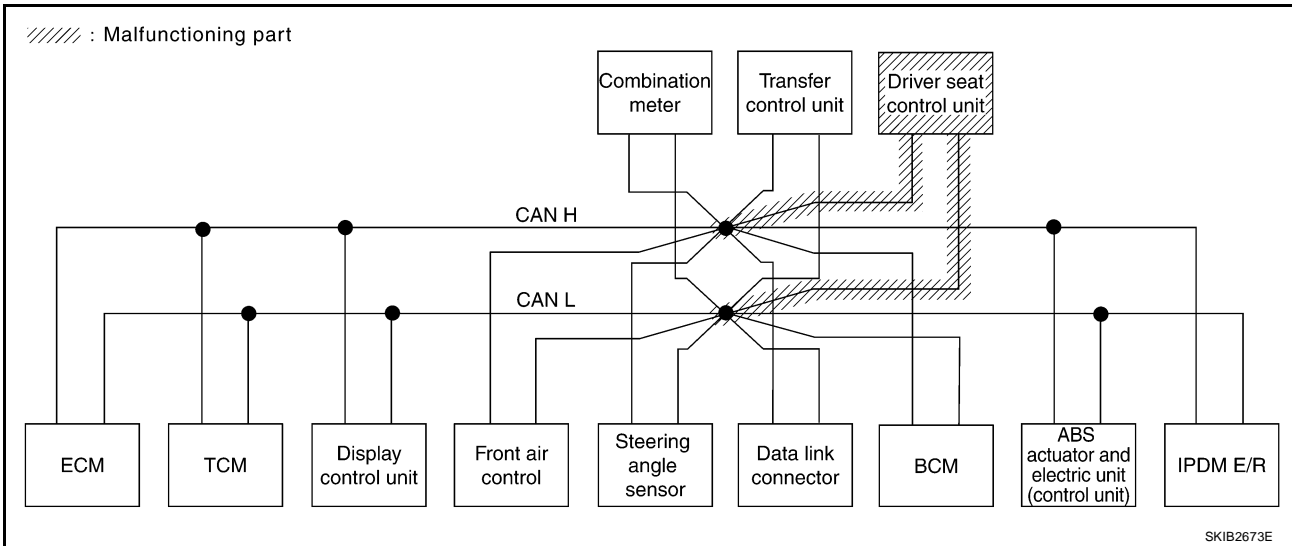 : Malfunctioning part
Combination
meter
Transfer
control unit
Driver seat
control unit
CAN H
CAN L
ECM
TCM
Display
control unit
Front air
control
Steering
angle
sensor
Data link
connector
BCM
ABS
actuator and
electric unit
(control unit)
IPDM E/R
SKIB2673E